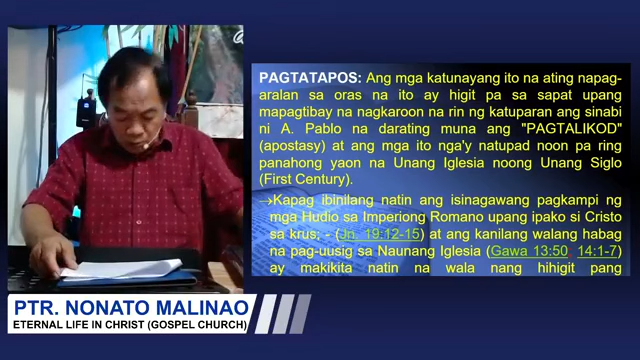 PAGTATAPOS: Ang mga katunayang ito na ating napag-
aralan sa oras na ito ay higit pa sa sapat upang
mapagtibay na nagkaroon na rin ng katuparan ang sinabi
ni A. Pablo na darating muna ang "PAGTALIKOD"
(apostasy) at ang mga ito nga'y natupad noon pa ring
panahong yaon na Unang Iglesia noong Unang Siglo
(First Century).
→Kapag ibinilang natin ang isinagawang pagkampi ng
mga Hudio sa Imperiong Romano upang ipako si Cristo
sa krus; - (Jn. 19:12-15) at ang kanilang walang habag
na pag-uusig sa Naunang Iglesia (Gawa 13:50 14:1-7)
ay makikita natin na wala nang hihigit pang
PTR. NONATO MALINAO
ETERNAL LIFE IN CHRIST (GOSPEL CHURCH)